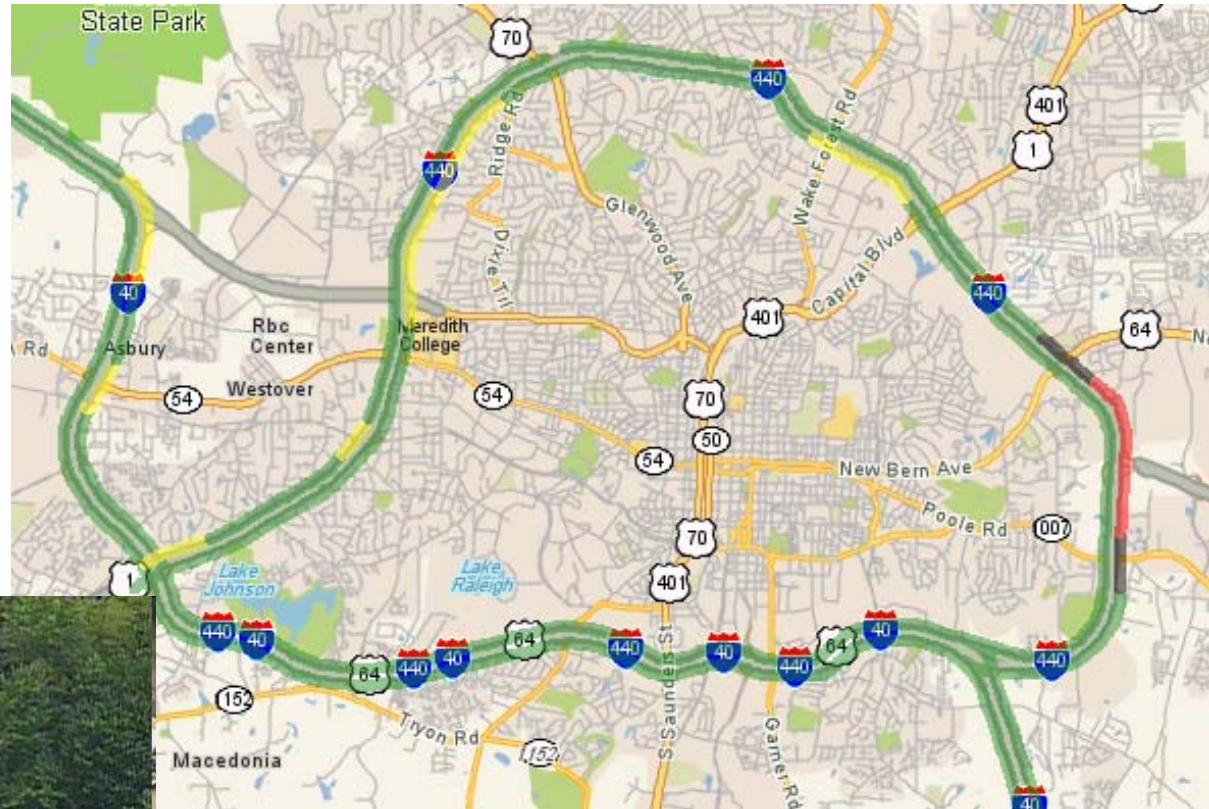 State Park
70
440
401
1
Ridge Rd
Wake Forest Rd
440
Glenwood Ave
Dixie Trl
Capital Blvd
40
440
401
64
Rbc
Center
Meredith
College
Rd
Asbury
Westover
54
54
70
50
54
New Bern Ave
Poole Rd
007
70
1
Lake
Johnson
Lake
Raleigh
401
440
40
64
440
40
64
440
40
440
64
40
440
152
Tryon Rd
152
S Saunders St
Garner Rd
Macedonia
40